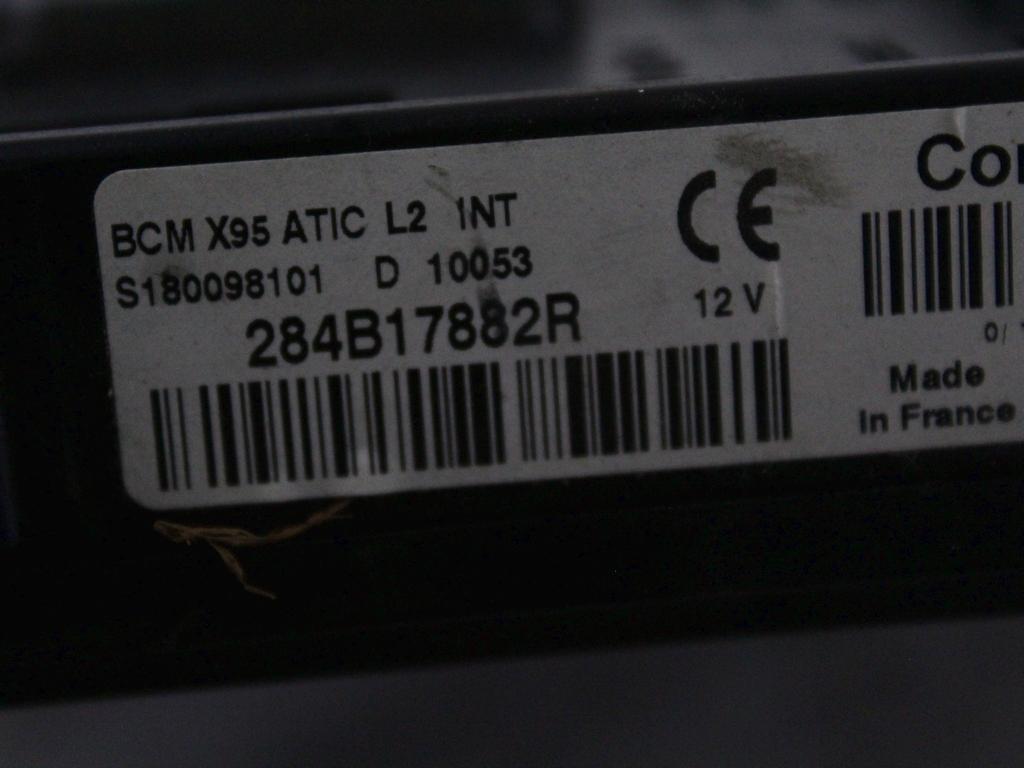 BCM X95 ATIC L2 INT
S180098101 D 10053
284B17882R
12 V
CE
Made
In France